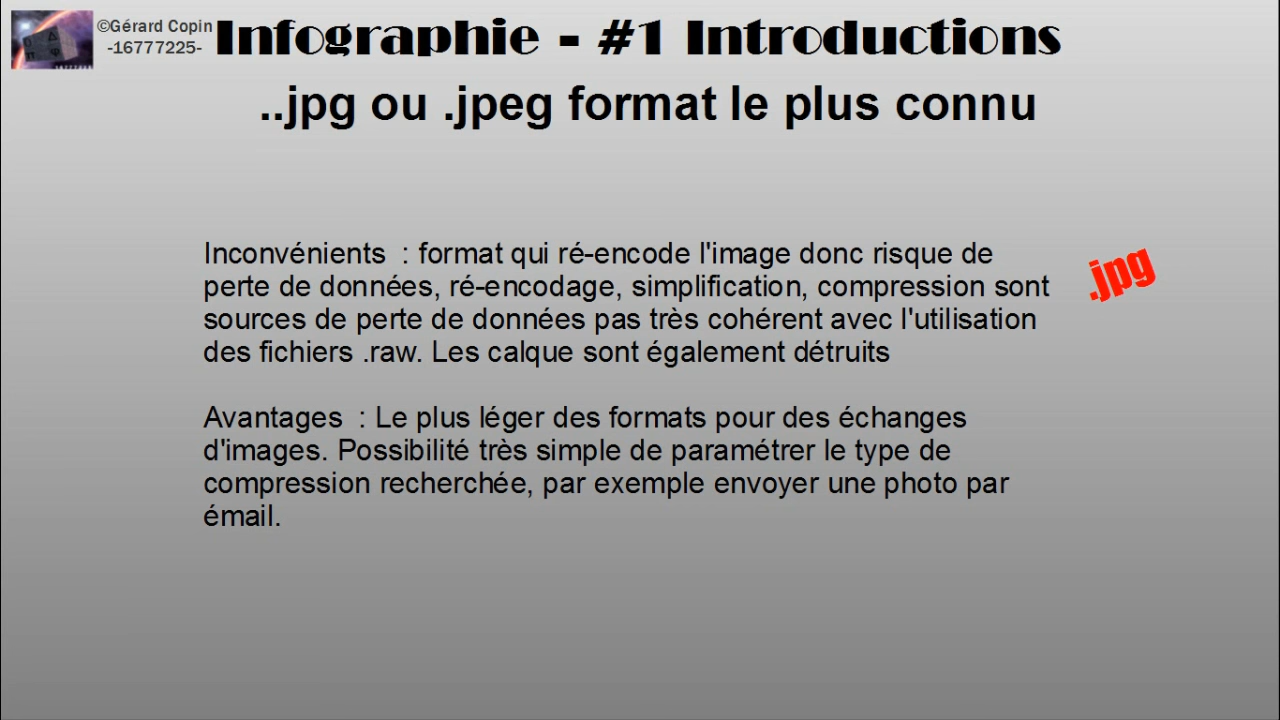 ©Gérard Copin
-16777225-
Infographie - #1 Introductions
..jpg ou .jpeg format le plus connu
Inconvénients  : format qui ré-encode l'image donc risque de
perte de données, ré-encodage, simplification, compression sont
sources de perte de données pas très cohérent avec l'utilisation
des fichiers .raw. Les calque sont également détruits
.jpg
Avantages  : Le plus léger des formats pour des échanges
d'images. Possibilité très simple de paramétrer le type de
compression recherchée, par exemple envoyer une photo par
émail.